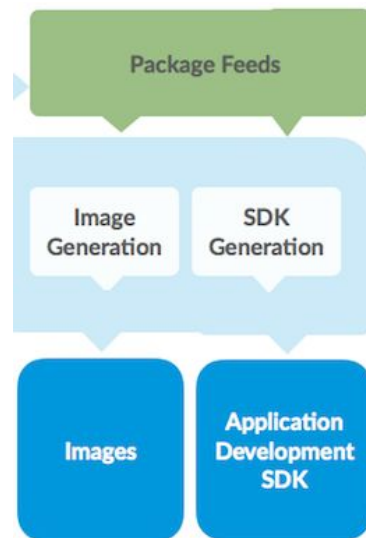 Package Feeds
Image
Generation
SDK
Generation
Images
Application
Development
SDK